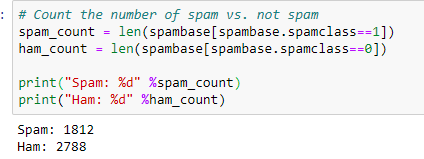 :
# Count the number of spam vs. not spam
spam_count = len(spambase[spambase.spamclass==1])
ham_count = len(spambase[spambase.spamclass==0])
print("Spam: %d" %spam_count)
print("Ham: %d" %ham_count)
Spam: 1812
Ham: 2788